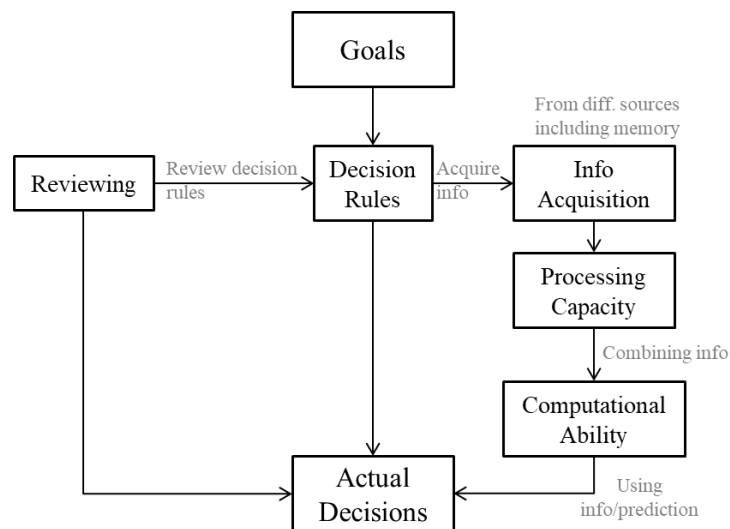 Goals
From diff. sources
including memory
Reviewing
Review decision
rules
Decision
Rules
Acquire
info
Info
Acquisition
Processing
Capacity
Combining info
Computational
Ability
Actual
Decisions
Using
info/prediction